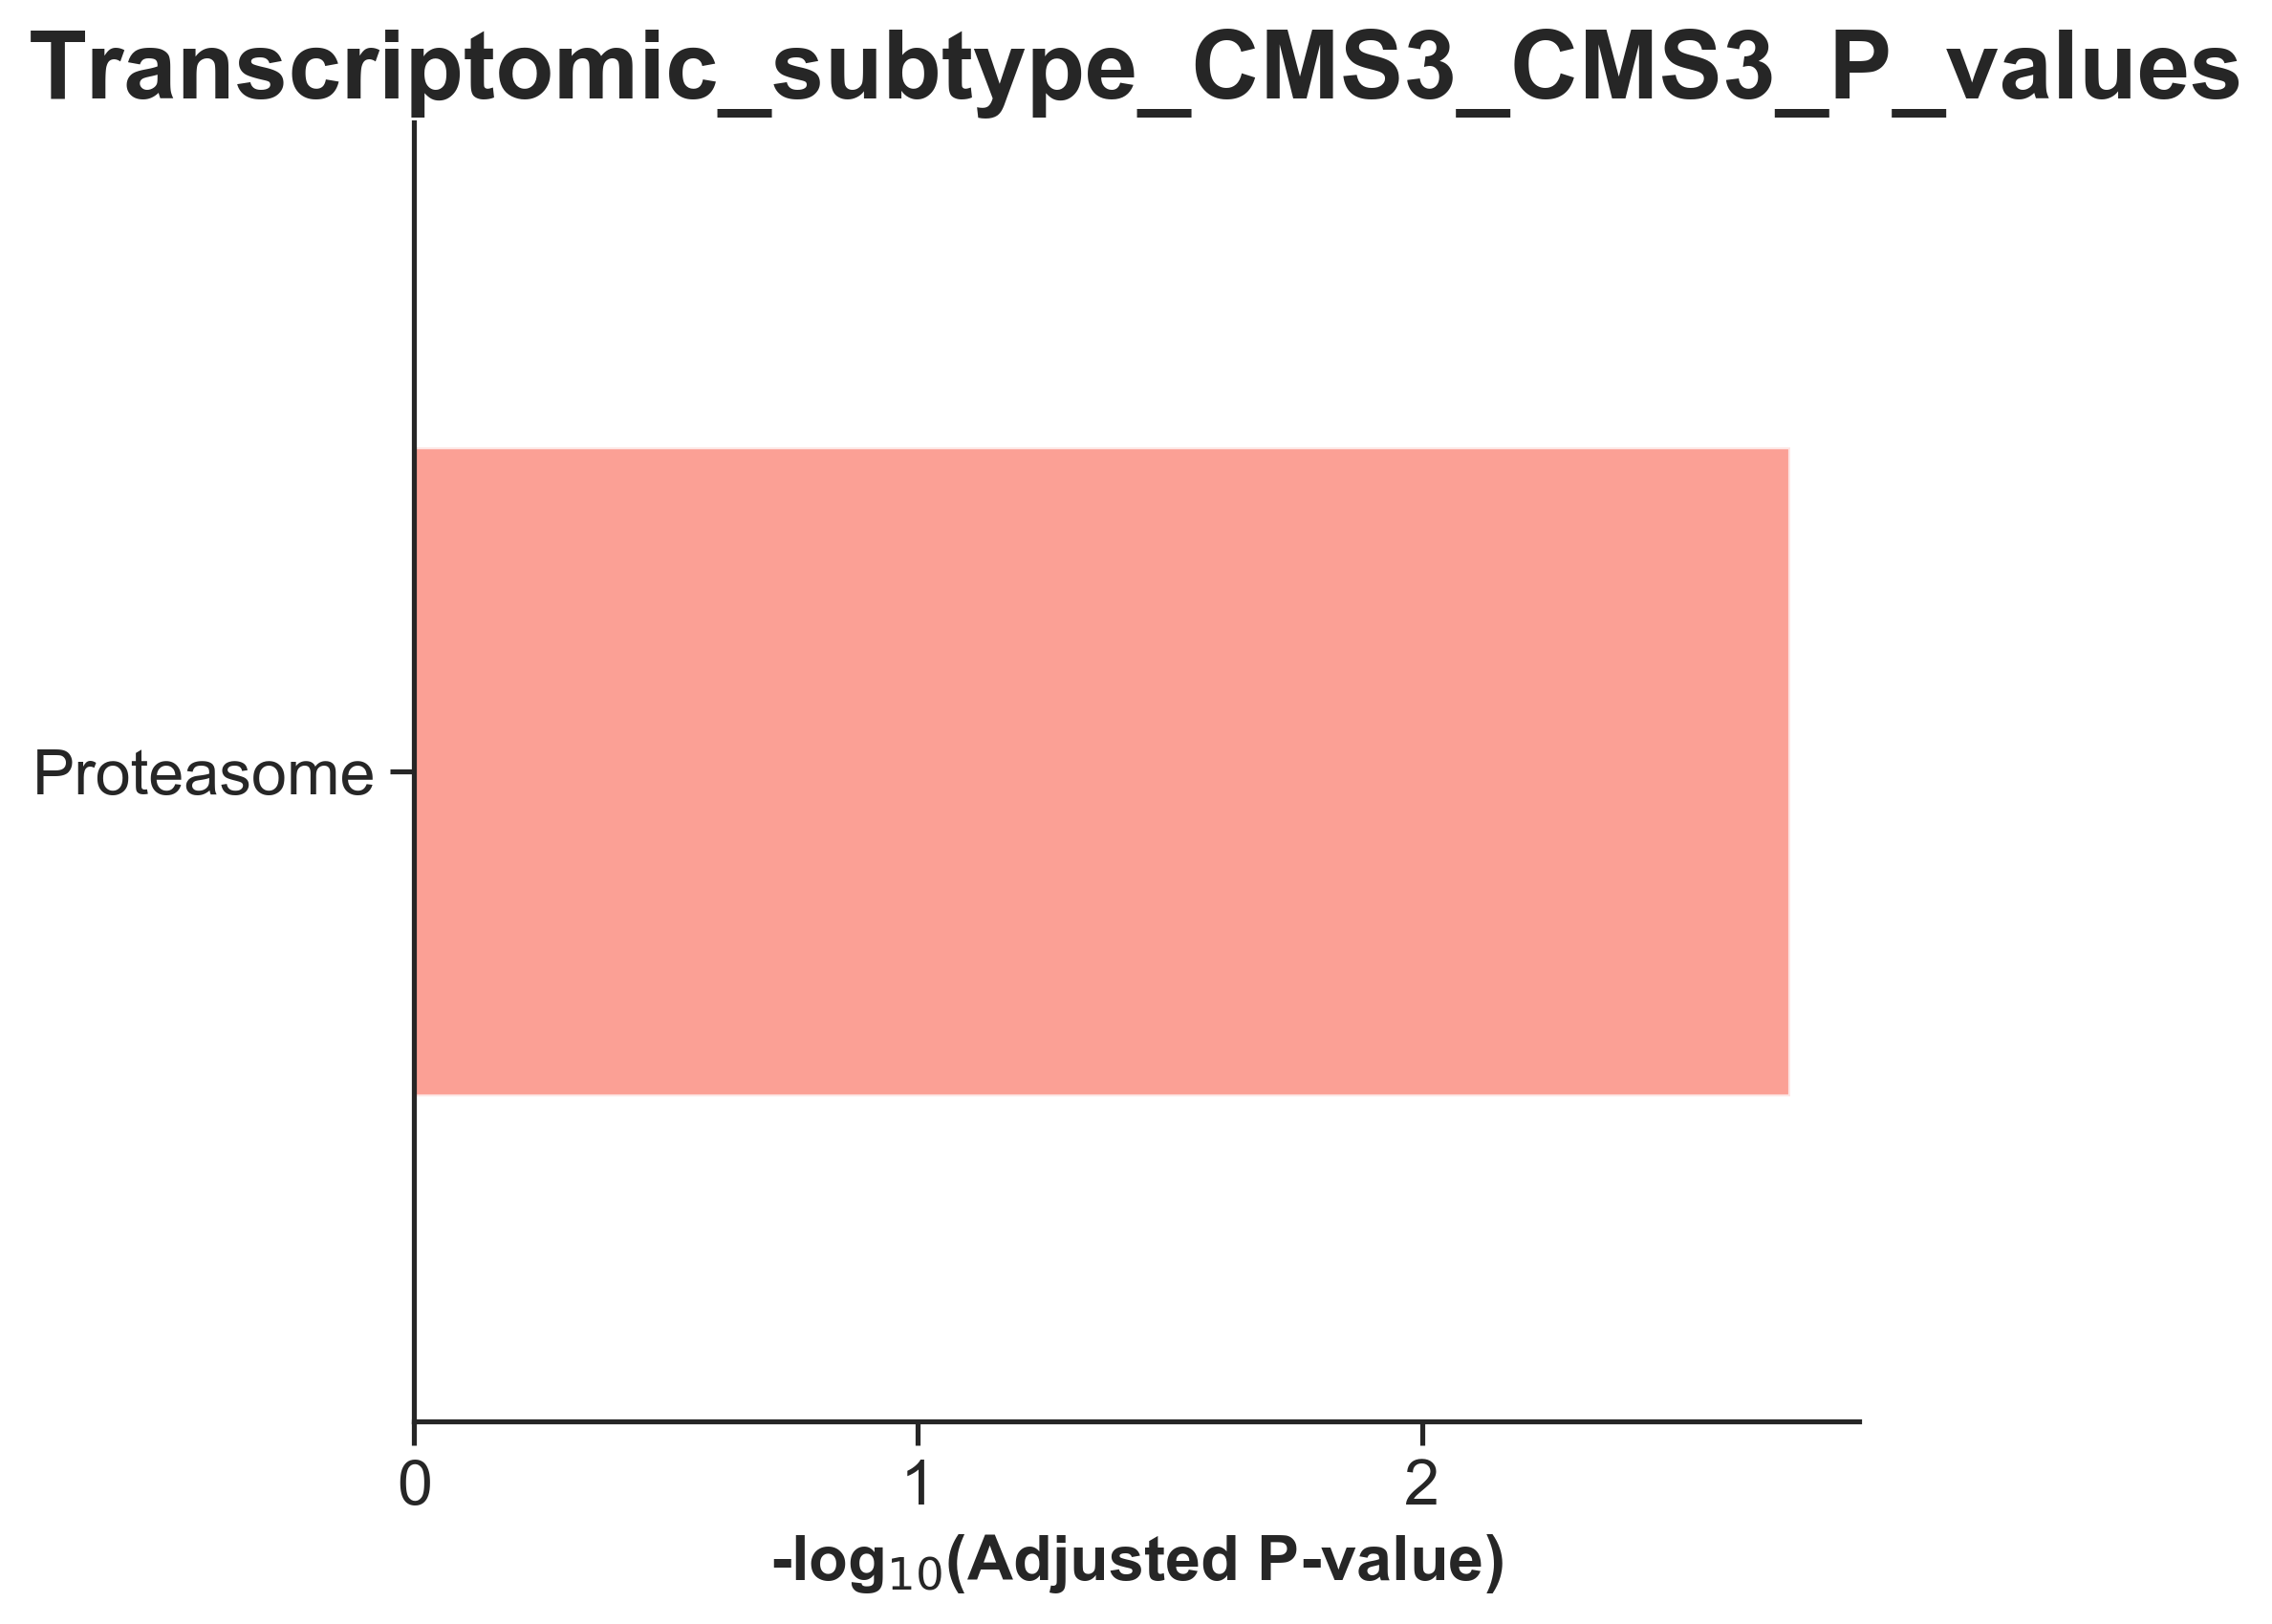 Transcriptomic_subtype_CMS3_CMS3_P_values
Proteasome
0 1 2
-log₁₀(Adjusted P-value)